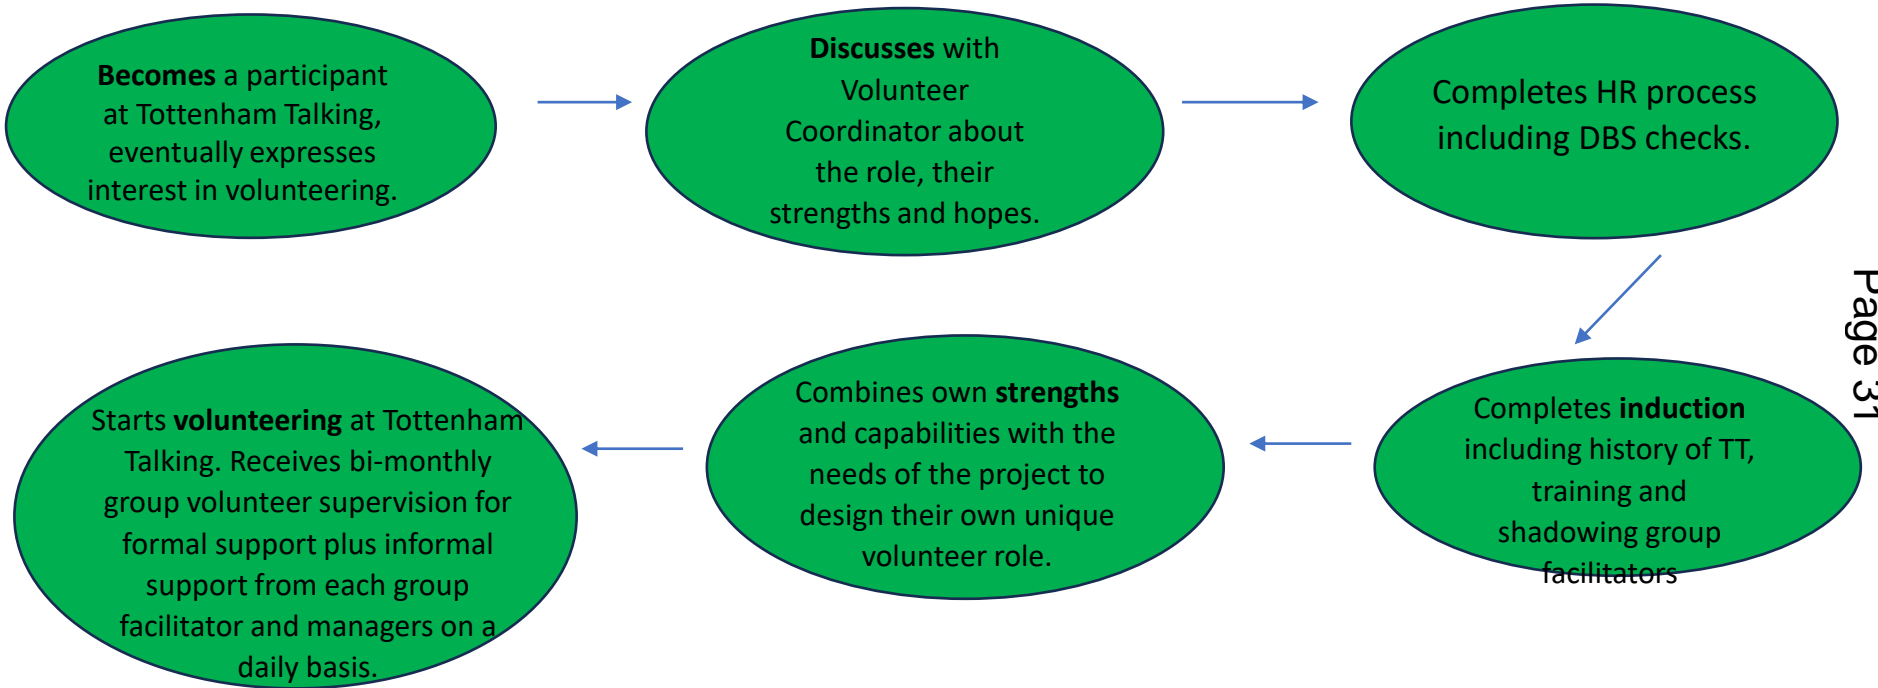 Becomes a participant
at Tottenham Talking,
eventually expresses
interest in volunteering.
Discusses with
Volunteer
Coordinator about
the role, their
strengths and hopes.
Completes HR process
including DBS checks.
Completes induction
including history of TT,
training and
shadowing group
facilitators
Combines own strengths
and capabilities with the
needs of the project to
design their own unique
volunteer role.
Starts volunteering at Tottenham
Talking. Receives bi-monthly
group volunteer supervision for
formal support plus informal
support from each group
facilitator and managers on a
daily basis.
Page 31